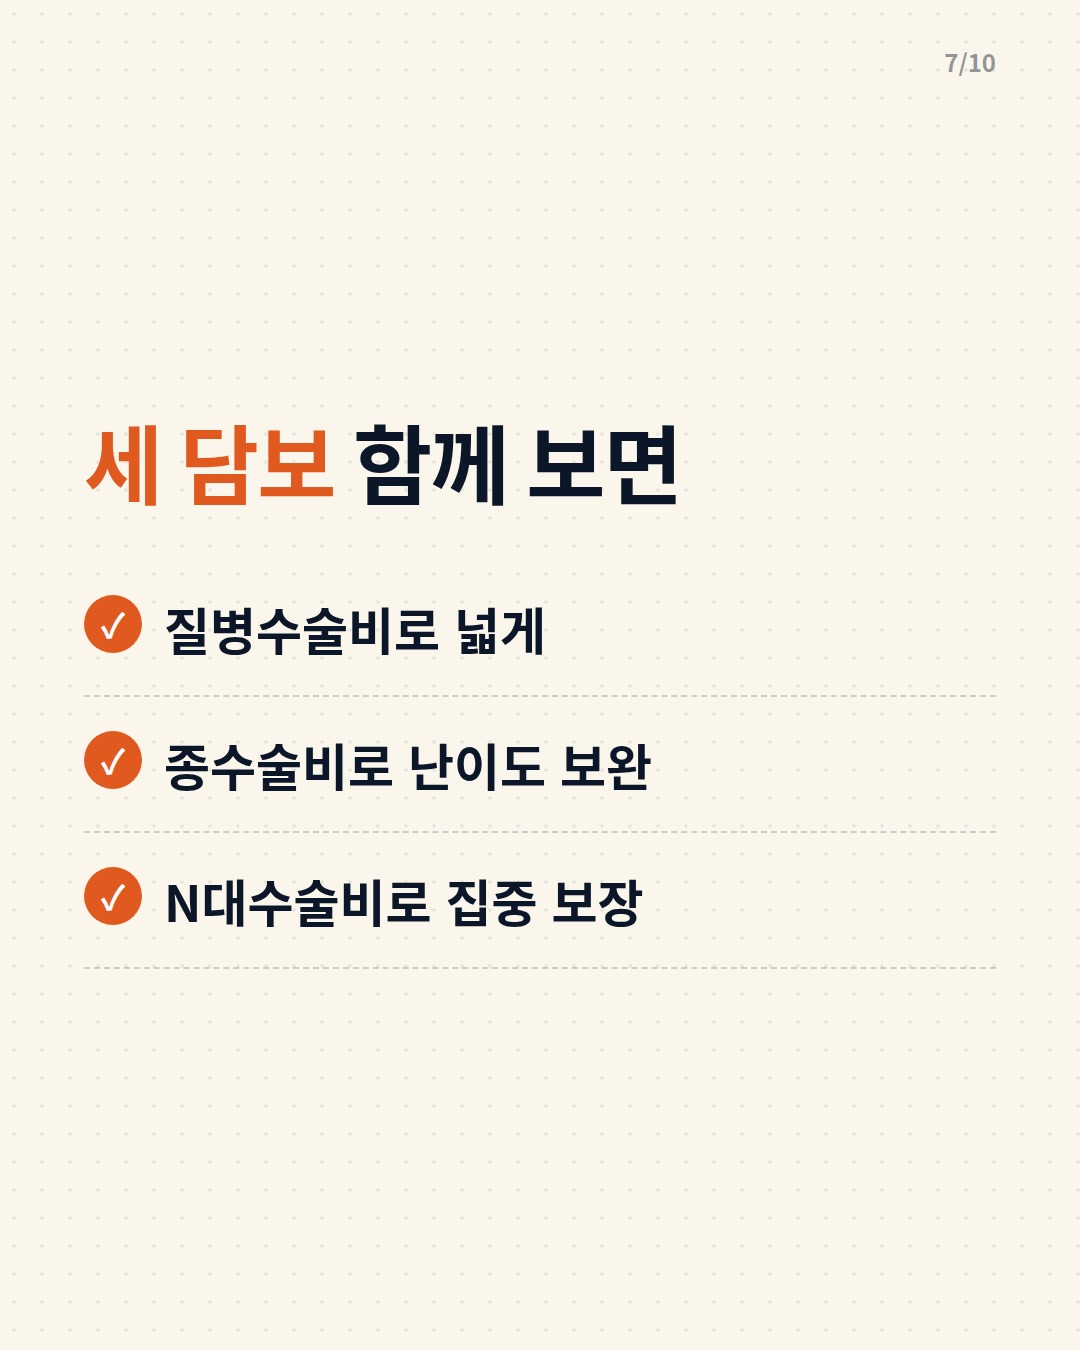 7/10
세 담보 함께 보면
✓ 질병수술비로 넓게
✓ 종수술비로 난이도 보완
✓ N대수술비로 집중 보장